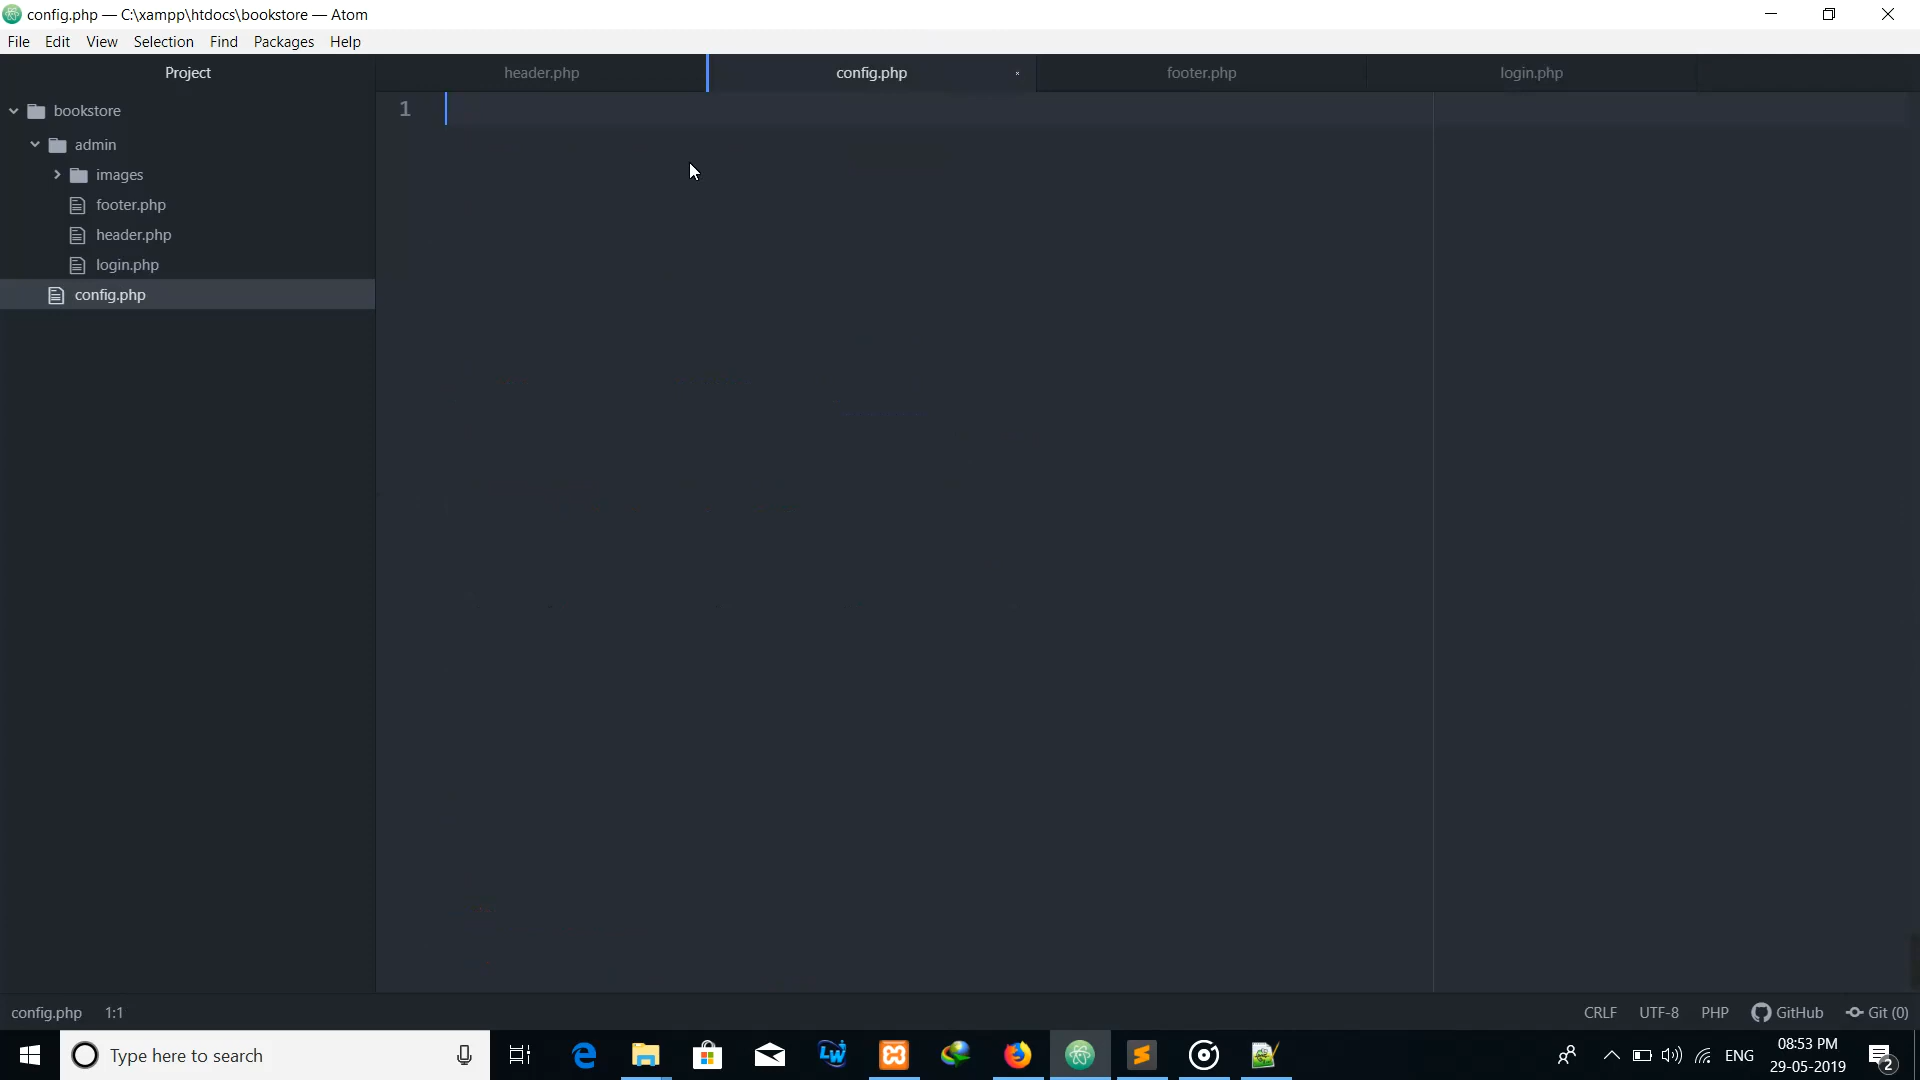 config.php — C:\xampp\htdocs\bookstore — Atom
File Edit View Selection Find Packages Help
Project
header.php config.php footer.php login.php
bookstore
1
admin
images
footer.php
header.php
login.php
config.php
config.php 1:1 CRLF UTF-8 PHP GitHub Git (0)
Type here to search
ENG
08:53 PM
29-05-2019
2